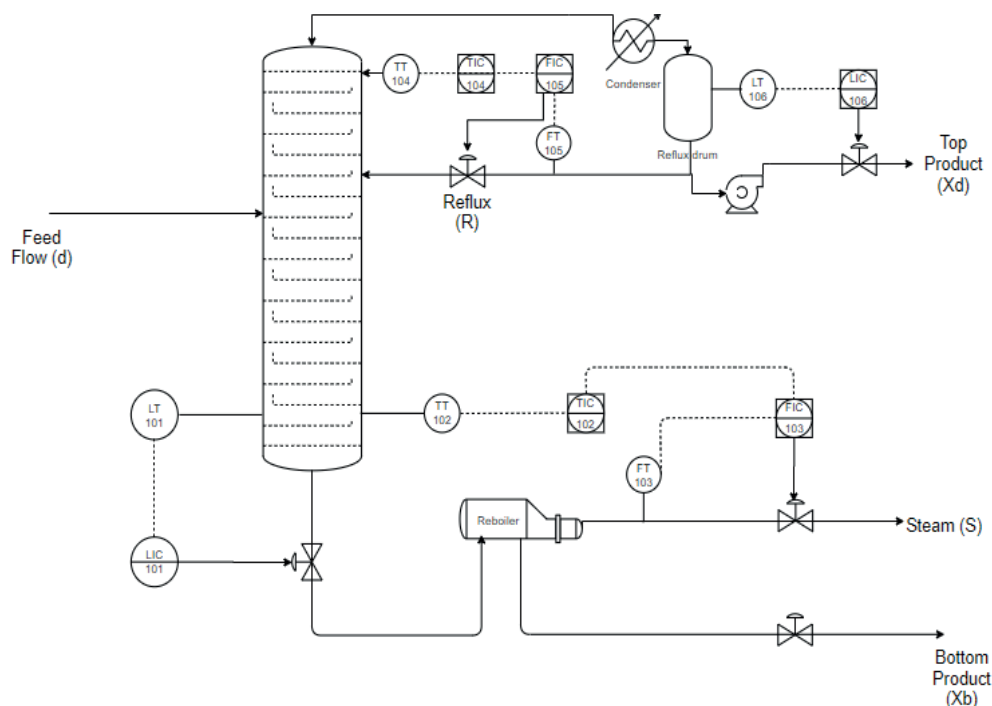 TT
104
TIC
104
FIC
105
Condenser
LT
106
LIC
106
FT
105
Reflux drum
Top
Product
(Xd)
Reflux
(R)
Feed
Flow (d)
LT
101
TT
102
TIC
102
FIC
103
FT
103
Reboiler
Steam (S)
LIC
101
Bottom
Product
(Xb)